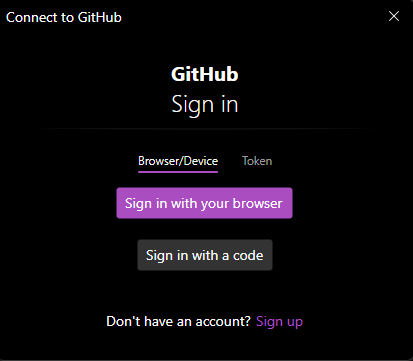 Connect to GitHub
GitHub
Sign in
Browser/Device Token
Sign in with your browser
Sign in with a code
Don't have an account? Sign up